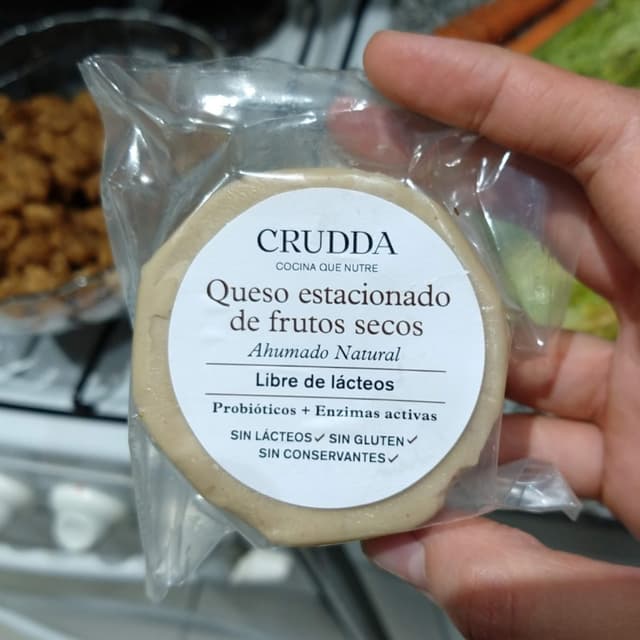 CRUDDA
COCINA QUE NUTRE
Queso estacionado
de frutos secos
Ahumado Natural
Libre de lácteos
Probióticos + Enzimas activas
SIN LÁCTEOS✓ SIN GLUTEN✓
SIN CONSERVANTES✓